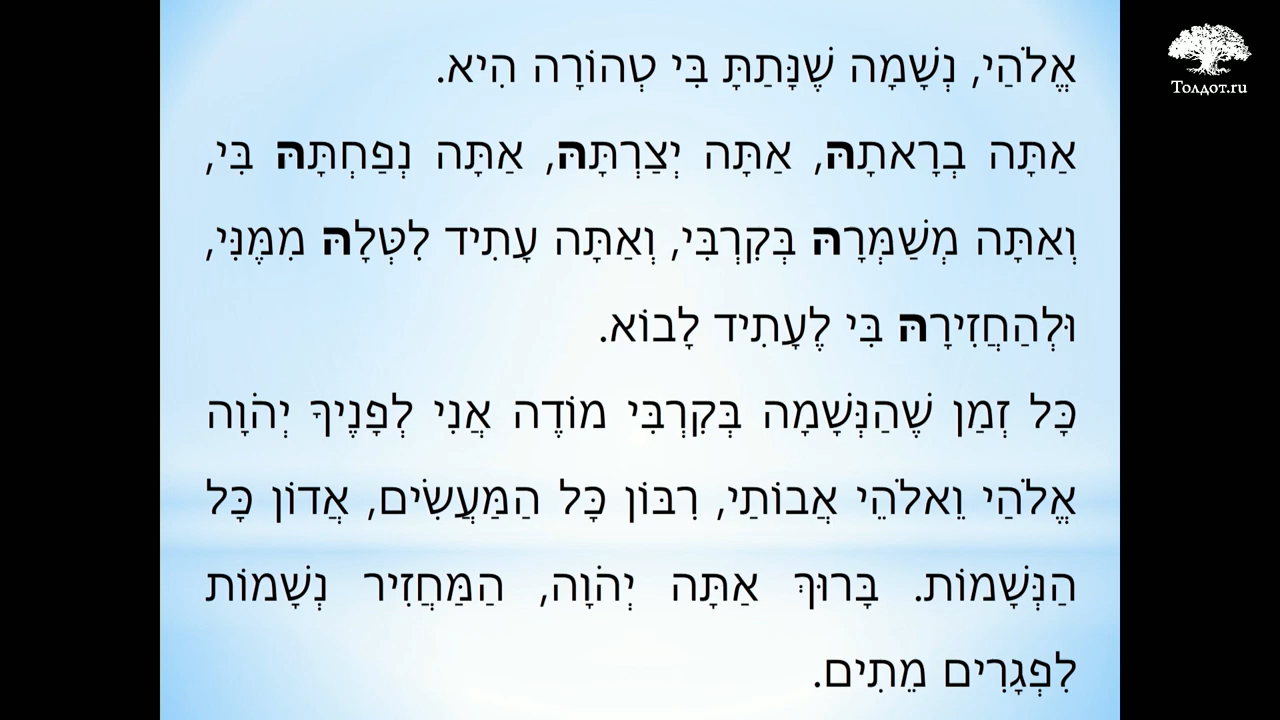 אֱלֹהַי, נְשָׁמָה שֶׁנָּתַתָּ בִּי טְהוֹרָה הִיא.
אַתָּה בְרָאתָהּ, אַתָּה יְצַרְתָּהּ, אַתָּה נְפַחְתָּהּ בִּי,
וְאַתָּה מְשַׁמְּרָהּ בְּקִרְבִּי, וְאַתָּה עָתִיד לִטְּלָהּ מִמֶּנִּי,
וּלְהַחֲזִירָהּ בִּי לֶעָתִיד לָבוֹא.
כָּל זְמַן שֶׁהַנְּשָׁמָה בְּקִרְבִּי מוֹדֶה אֲנִי לְפָנֶיךָ יְהֹוָה
אֱלֹהַי וֵאלֹהֵי אֲבוֹתַי, רִבּוֹן כָּל הַמַּעֲשִׂים, אֲדוֹן כָּל
הַנְּשָׁמוֹת. בָּרוּךְ אַתָּה יְהֹוָה, הַמַּחֲזִיר נְשָׁמוֹת
לִפְגָרִים מֵתִים.
Толдот.ru